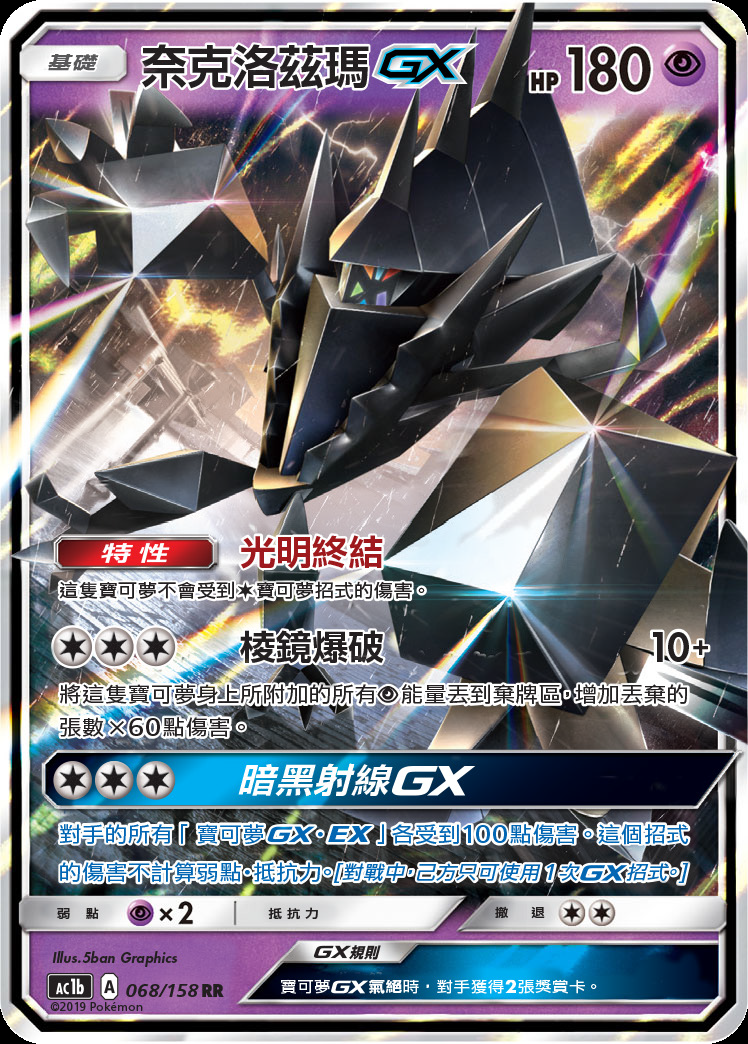 基礎 奈克洛茲瑪GX HP 180
特性 光明終結
這隻寶可夢不會受到寶可夢招式的傷害。
棱鏡爆破 10+
將這隻寶可夢身上所附加的所有能量丟到棄牌區,增加丟棄的
張數×60點傷害。
暗黑射線GX
對手的所有「寶可夢GX・EX」各受到100點傷害。這個招式
的傷害不計算弱點・抵抗力。[對戰中,己方只可使用1次GX招式。]
弱點 ×2 抵抗力 撤退
Illus.5ban Graphics
GX規則
AC1b A 068/158 RR
寶可夢GX氣絕時,對手獲得2張獎賞卡。
©2019 Pokémon